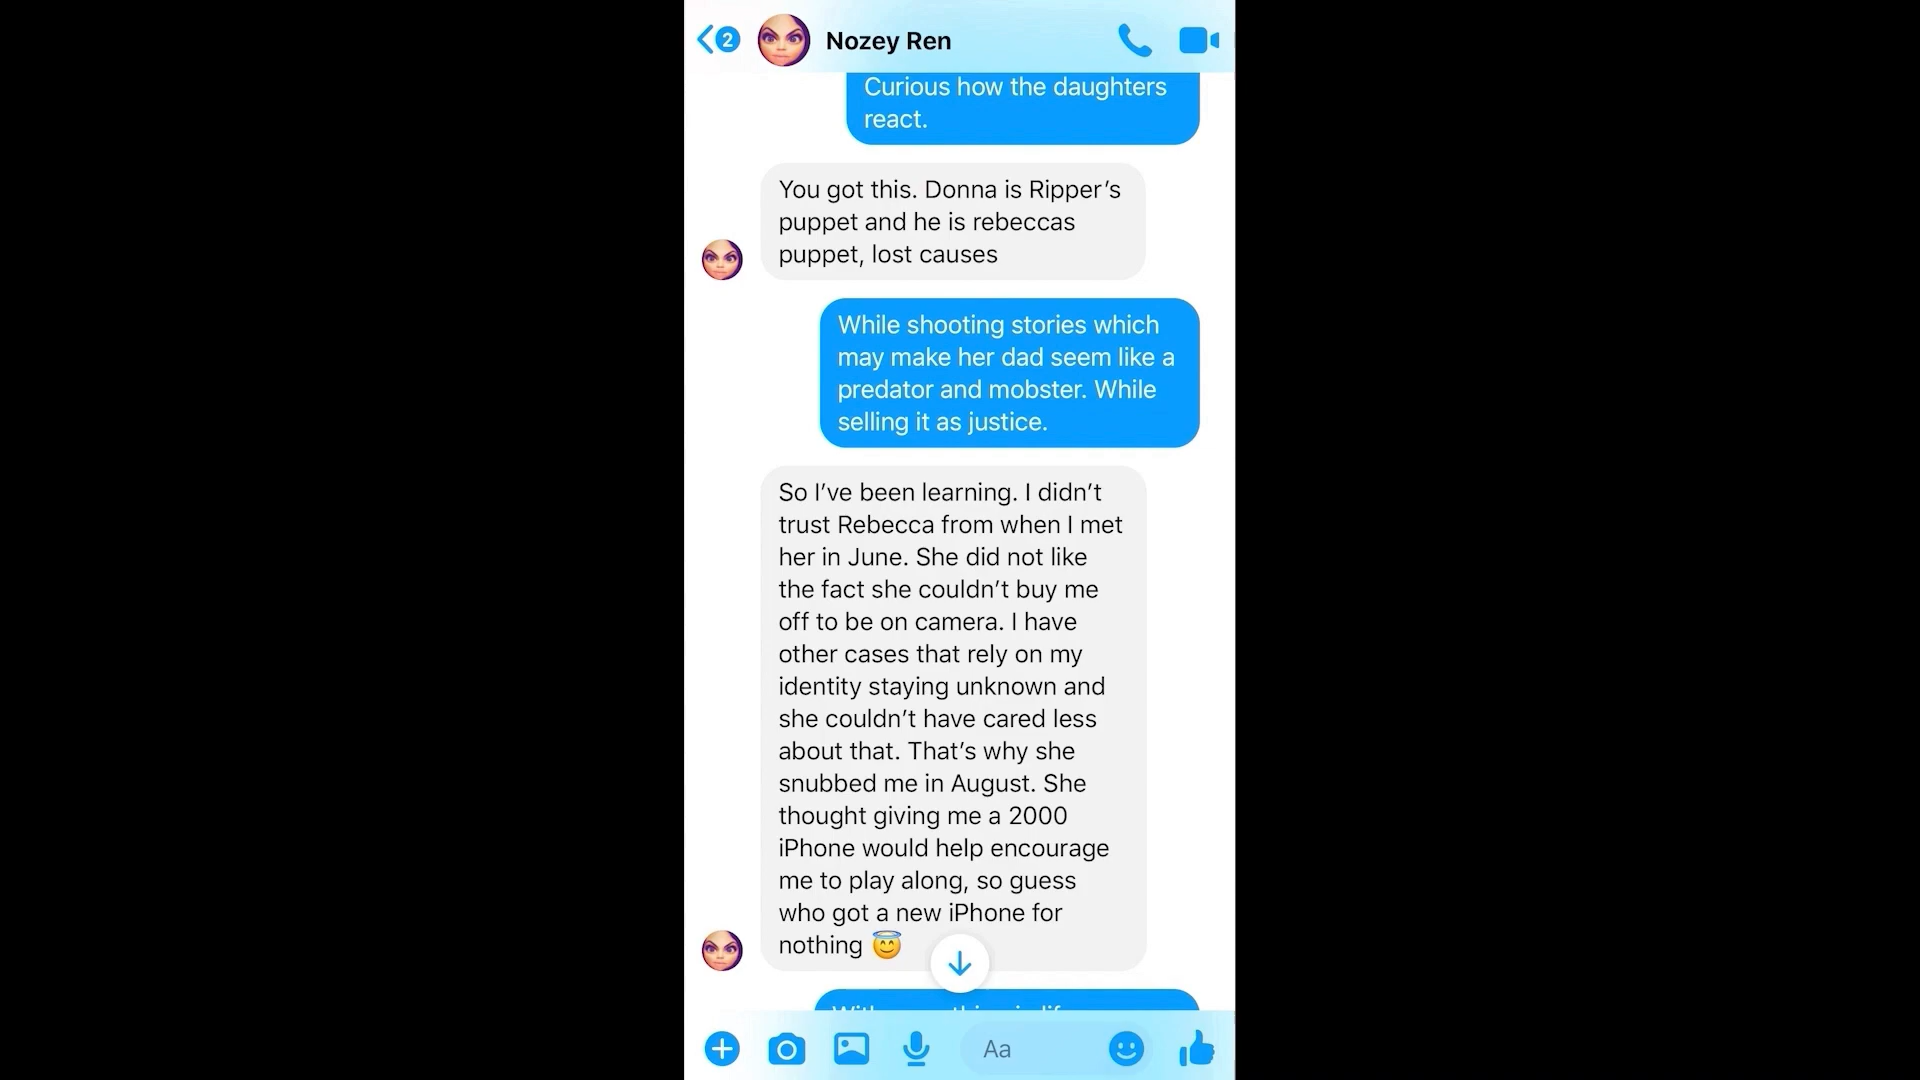 2
Nozey Ren
Curious how the daughters
react.
You got this. Donna is Ripper’s
puppet and he is rebeccas
puppet, lost causes
While shooting stories which
may make her dad seem like a
predator and mobster. While
selling it as justice.
So I’ve been learning. I didn’t
trust Rebecca from when I met
her in June. She did not like
the fact she couldn’t buy me
off to be on camera. I have
other cases that rely on my
identity staying unknown and
she couldn’t have cared less
about that. That’s why she
snubbed me in August. She
thought giving me a 2000
iPhone would help encourage
me to play along, so guess
who got a new iPhone for
nothing 😇
Aa